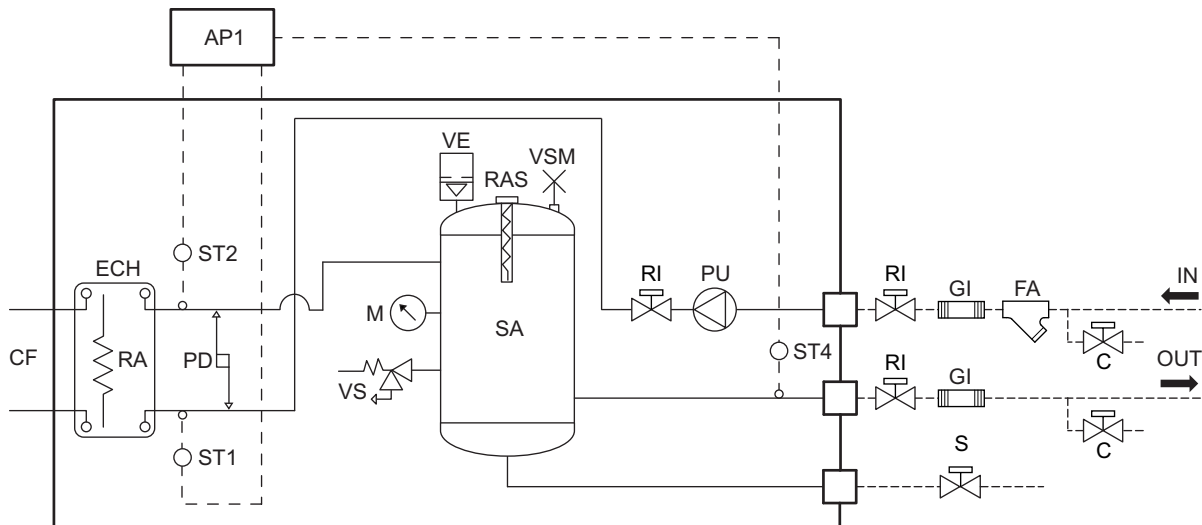 AP1
VE
VSM
RAS
ST2
ECH
RI
PU
RI
GI
FA
IN
M
SA
CF
RA
PD
ST4
C
OUT
VS
RI
GI
ST1
S
C